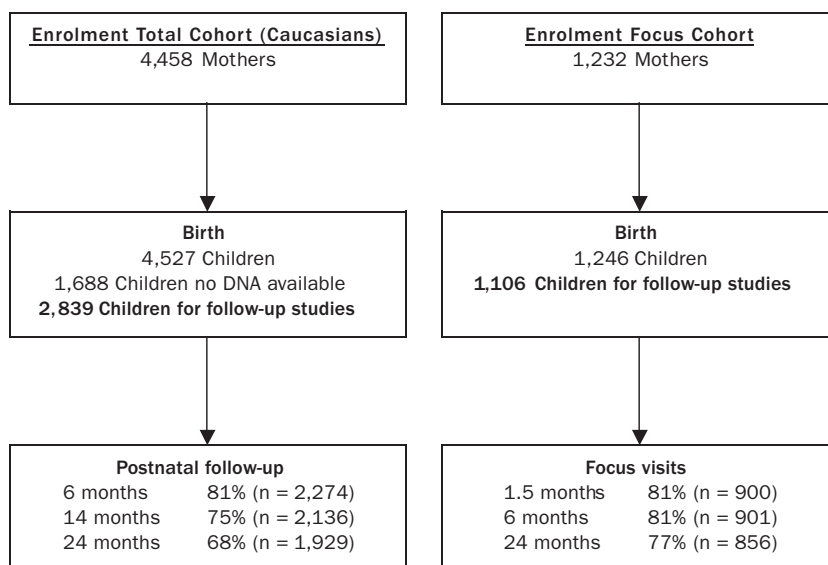 Enrolment Total Cohort (Caucasians)
4,458 Mothers
Birth
4,527 Children
1,688 Children no DNA available
2,839 Children for follow-up studies
Postnatal follow-up
6 months 81% (n = 2,274)
14 months 75% (n = 2,136)
24 months 68% (n = 1,929)
Enrolment Focus Cohort
1,232 Mothers
Birth
1,246 Children
1,106 Children for follow-up studies
Focus visits
1.5 months 81% (n = 900)
6 months 81% (n = 901)
24 months 77% (n = 856)